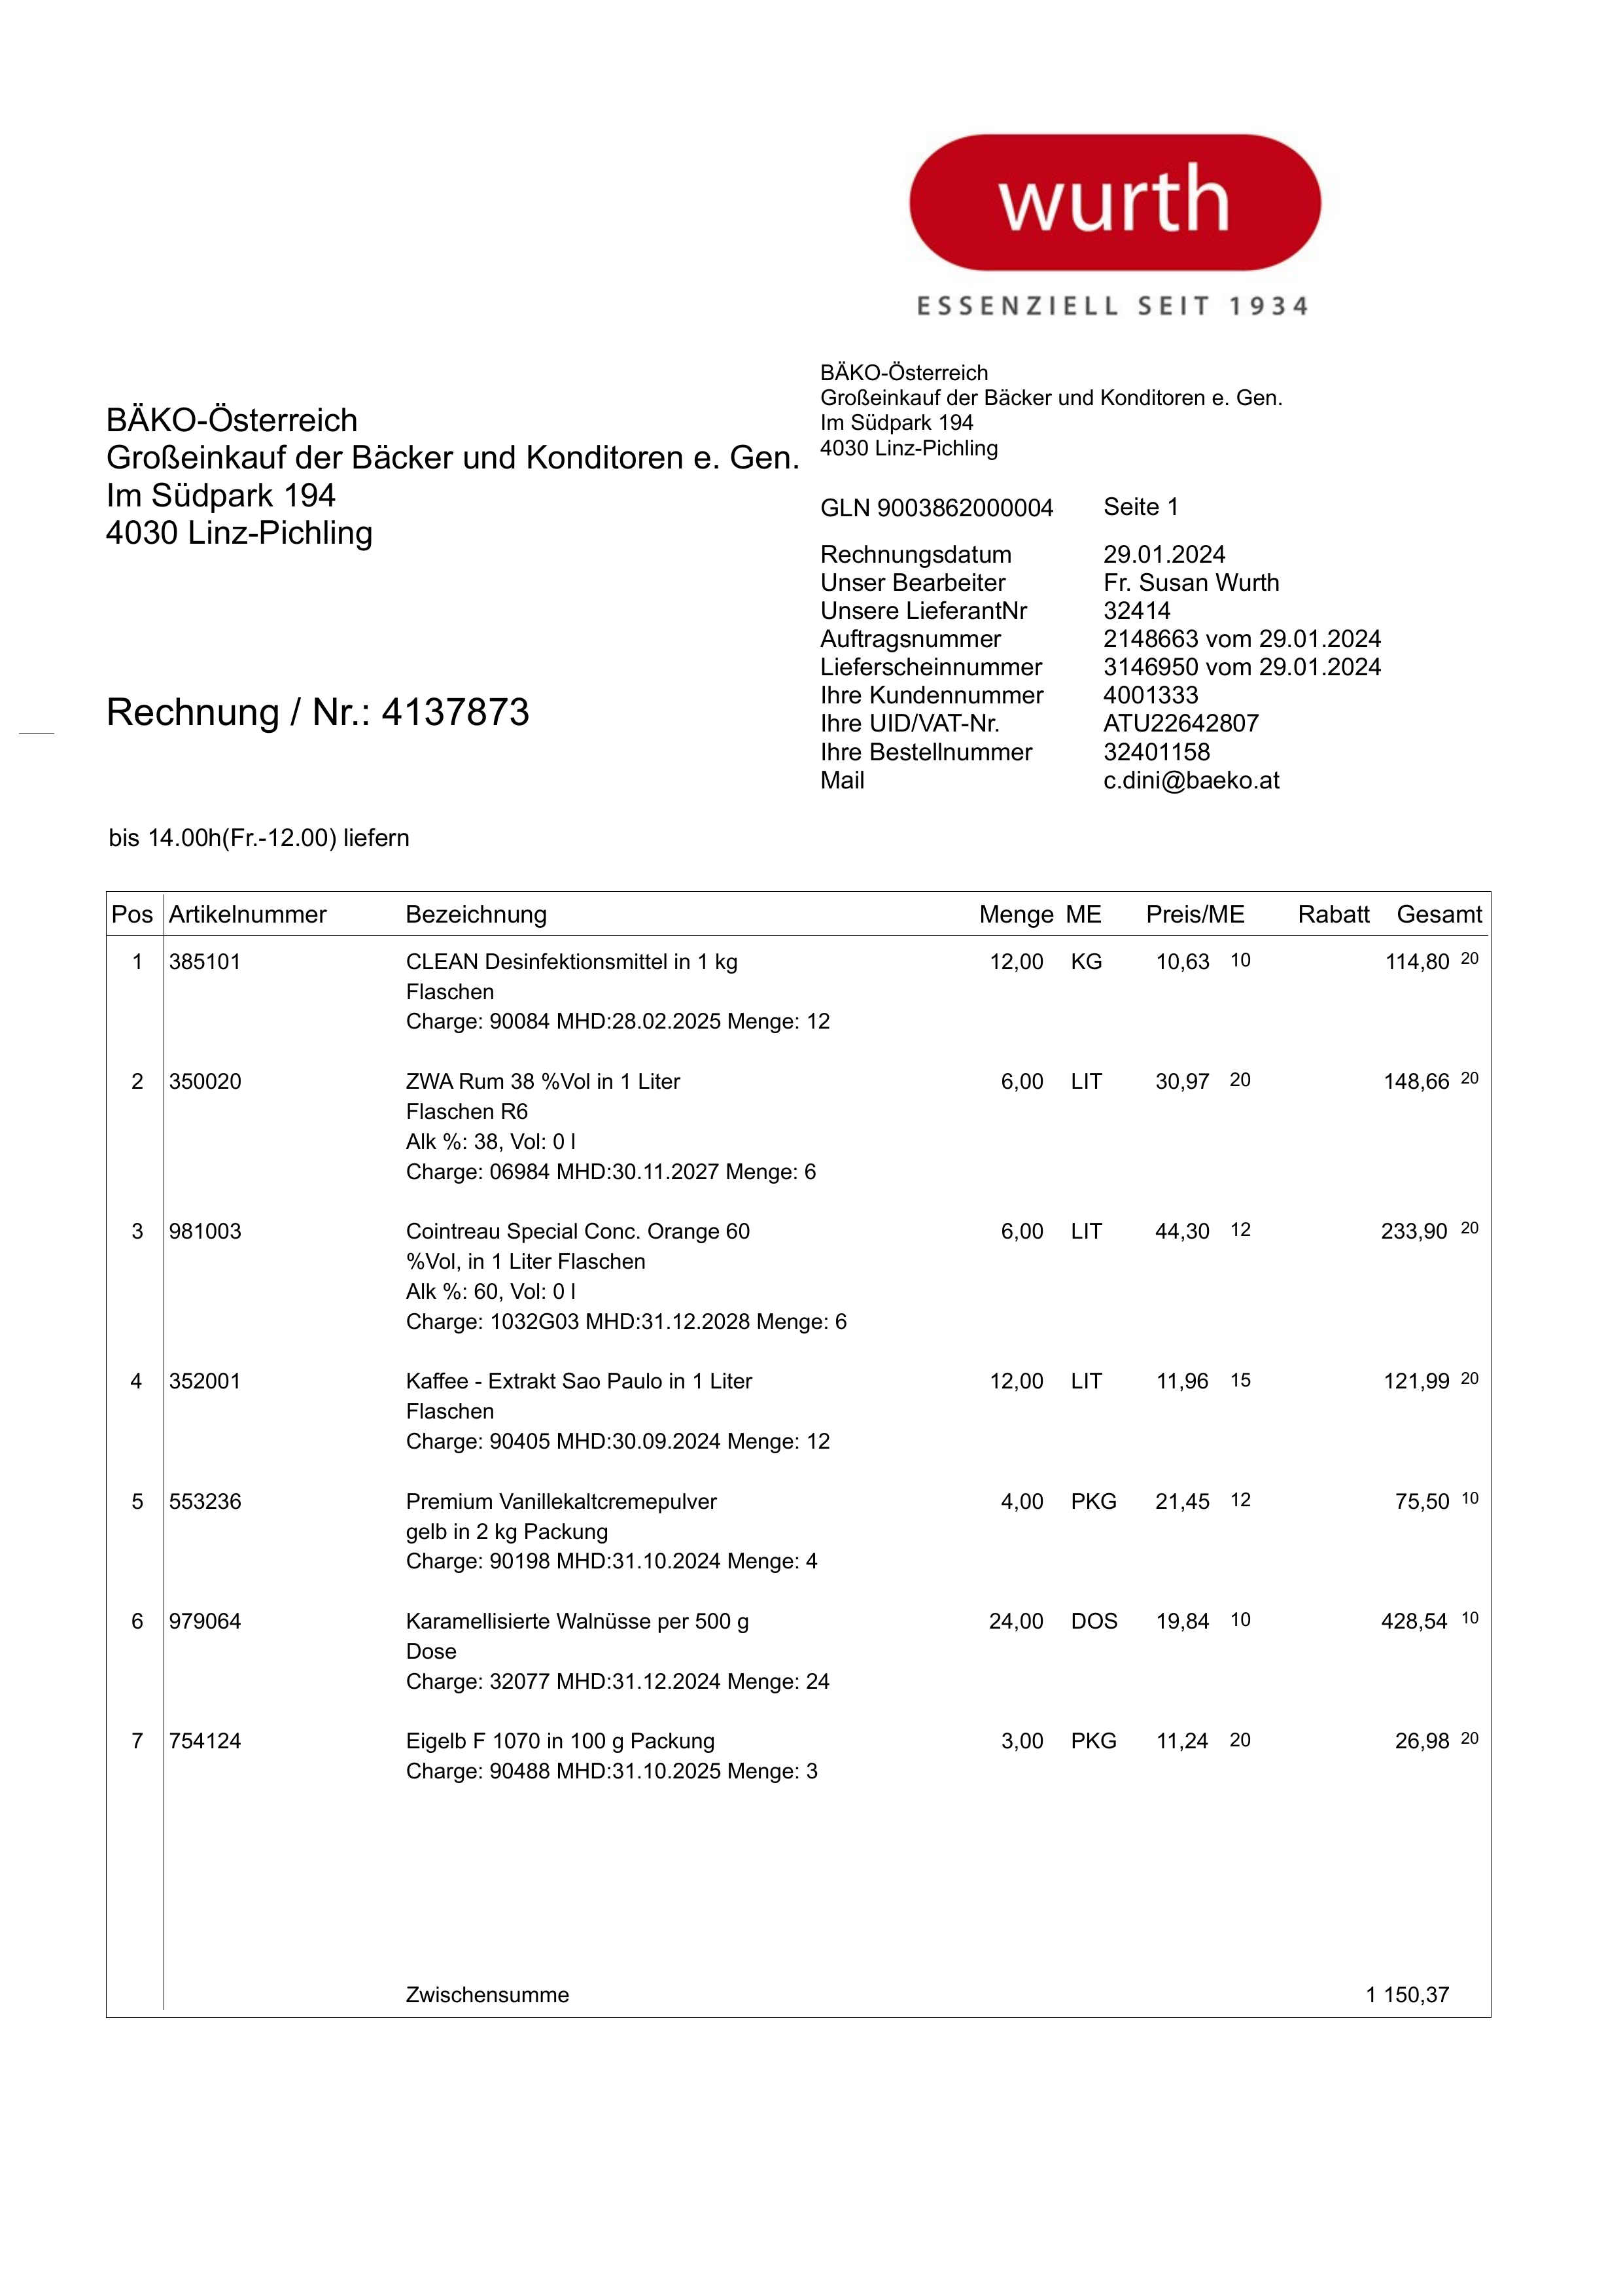 wurth
ESSENZIELL SEIT 1934
BÄKO-Österreich
Großeinkauf der Bäcker und Konditoren e. Gen.
Im Südpark 194
4030 Linz-Pichling
BÄKO-Österreich
Großeinkauf der Bäcker und Konditoren e. Gen.
Im Südpark 194
4030 Linz-Pichling
GLN 9003862000004 Seite 1
Rechnungsdatum 29.01.2024
Unser Bearbeiter Fr. Susan Wurth
Unsere LieferantNr 32414
Auftragsnummer 2148663 vom 29.01.2024
Lieferscheinnummer 3146950 vom 29.01.2024
Ihre Kundennummer 4001333
Ihre UID/VAT-Nr. ATU22642807
Ihre Bestellnummer 32401158
Mail c.dini@baeko.at
Rechnung / Nr.: 4137873
bis 14.00h(Fr.-12.00) liefern
Pos Artikelnummer Bezeichnung Menge ME Preis/ME Rabatt Gesamt
1 385101 CLEAN Desinfektionsmittel in 1 kg 12,00 KG 10,63 10 114,80 20
Flaschen
Charge: 90084 MHD:28.02.2025 Menge: 12
2 350020 ZWA Rum 38 %Vol in 1 Liter 6,00 LIT 30,97 20 148,66 20
Flaschen R6
Alk %: 38, Vol: 0 l
Charge: 06984 MHD:30.11.2027 Menge: 6
3 981003 Cointreau Special Conc. Orange 60 6,00 LIT 44,30 12 233,90 20
%Vol, in 1 Liter Flaschen
Alk %: 60, Vol: 0 l
Charge: 1032G03 MHD:31.12.2028 Menge: 6
4 352001 Kaffee - Extrakt Sao Paulo in 1 Liter 12,00 LIT 11,96 15 121,99 20
Flaschen
Charge: 90405 MHD:30.09.2024 Menge: 12
5 553236 Premium Vanillekaltcremepulver 4,00 PKG 21,45 12 75,50 10
gelb in 2 kg Packung
Charge: 90198 MHD:31.10.2024 Menge: 4
6 979064 Karamellisierte Walnüsse per 500 g 24,00 DOS 19,84 10 428,54 10
Dose
Charge: 32077 MHD:31.12.2024 Menge: 24
7 754124 Eigelb F 1070 in 100 g Packung 3,00 PKG 11,24 20 26,98 20
Charge: 90488 MHD:31.10.2025 Menge: 3
Zwischensumme 1 150,37